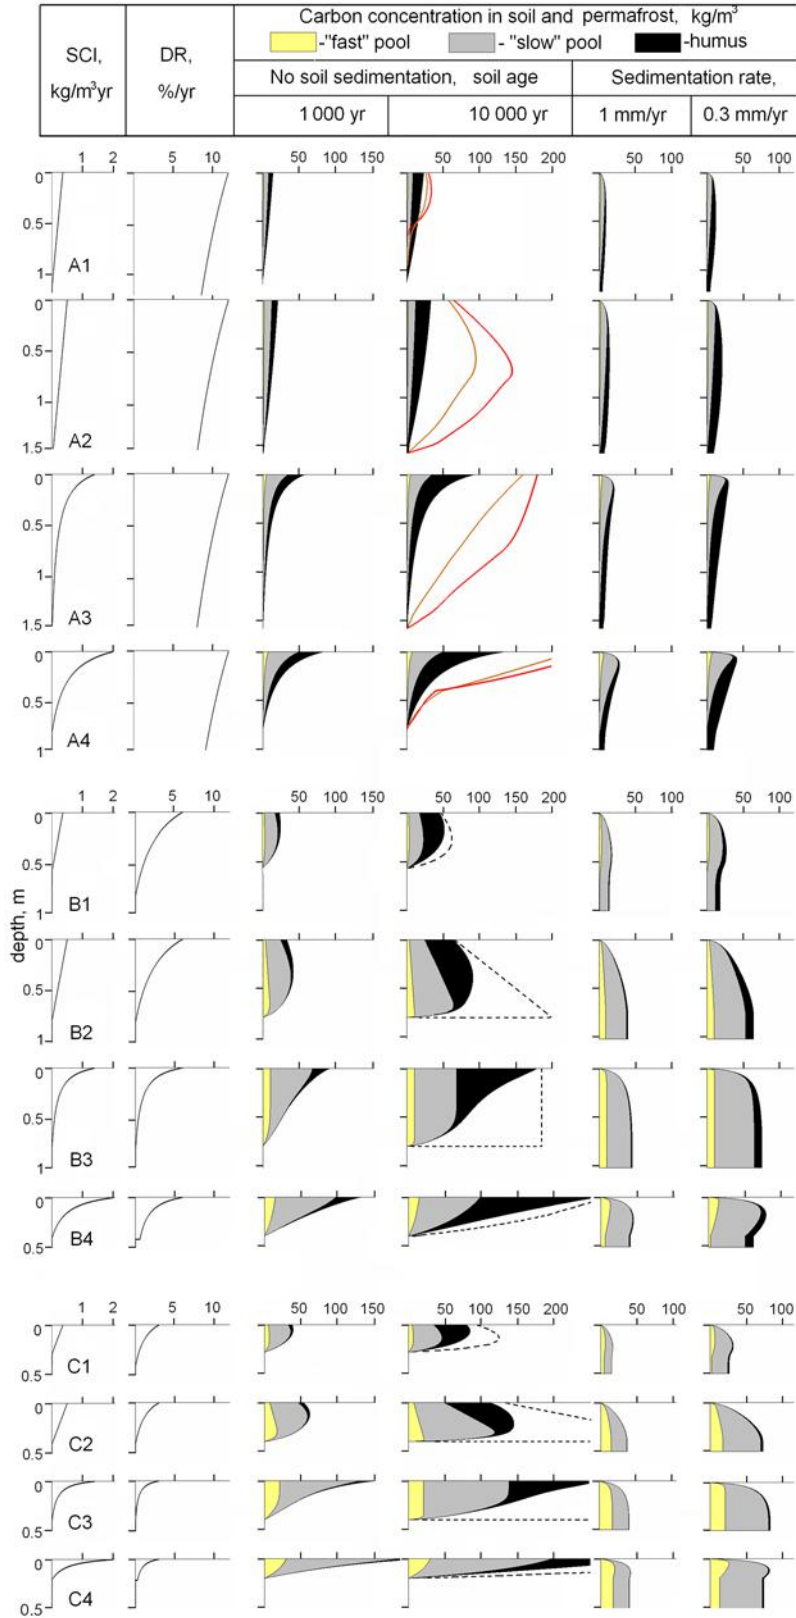 Carbon concentration in soil and permafrost, kg/m³
SCI, kg/m³yr
DR, %/yr
-"fast" pool - "slow" pool -humus
No soil sedimentation, soil age
Sedimentation rate,
1 000 yr 10 000 yr 1 mm/yr 0.3 mm/yr
1 2 5 10 50 100 150 50 100 150 200 50 100 50 100
0
0.5
1
A1
0
0.5
1
1.5
A2
0
0.5
1
1.5
A3
0
0.5
1
A4
1 2 5 10 50 100 150 50 100 150 200 50 100 50 100
depth, m
0
0.5
1
B1
0
0.5
1
B2
0
0.5
1
B3
0
0.5
B4
1 2 5 10 50 100 150 50 100 150 200 50 100 50 100
0
0.5
C1
0
0.5
C2
0
0.5
C3
0
0.5
C4